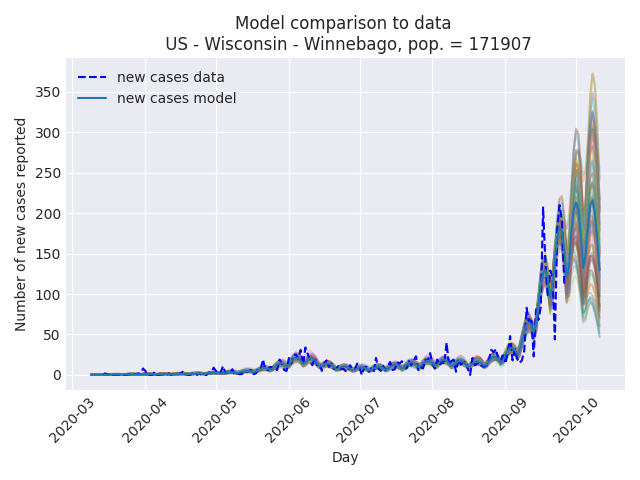 Model comparison to data
US - Wisconsin - Winnebago, pop. = 171907
new cases data
new cases model
Number of new cases reported
350
300
250
200
150
100
50
0
2020-03
2020-04
2020-05
2020-06
2020-07
2020-08
2020-09
2020-10
Day